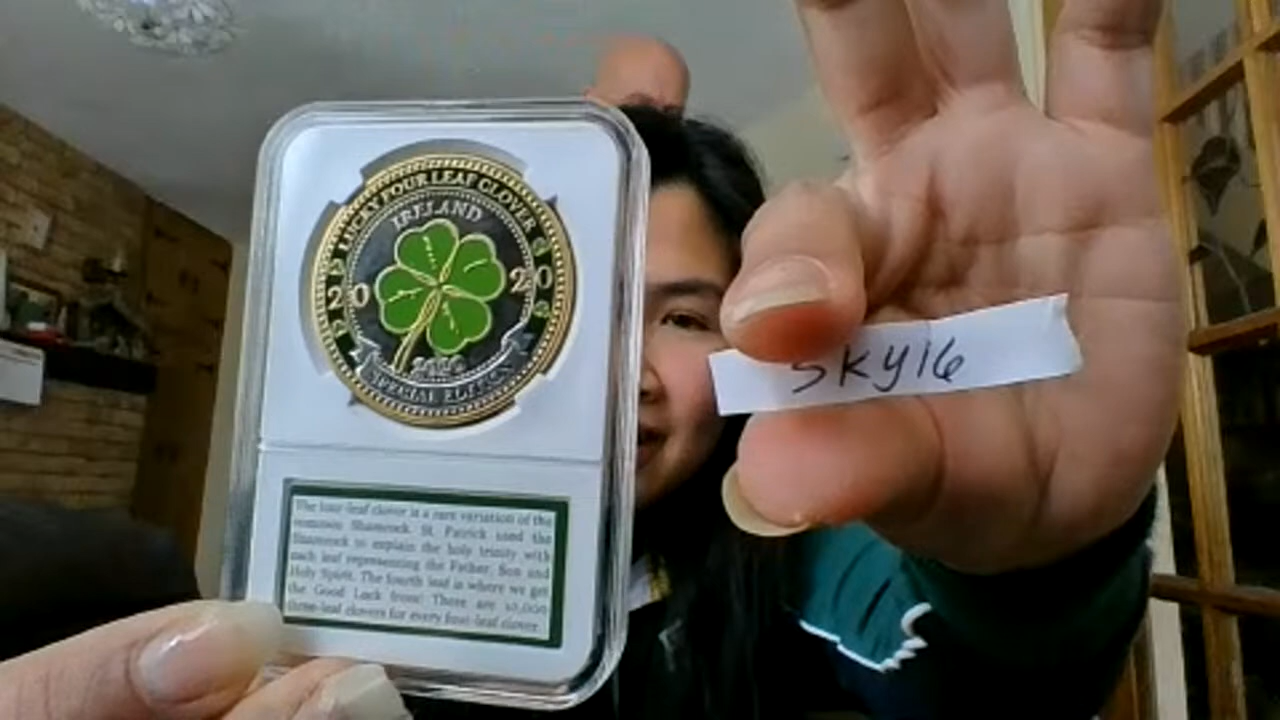 LUCKY FOUR LEAF CLOVER
IRELAND
20 20
SPECIAL EDITION
The four-leaf clover is a rare variation of the
common Shamrock. St. Patrick used the
Shamrock to explain the holy trinity with
each leaf representing the Father, Son and
Holy Spirit. The fourth leaf is where we get
the Good Luck from! There are 10,000
three-leaf clovers for every four-leaf clover.
SKY16